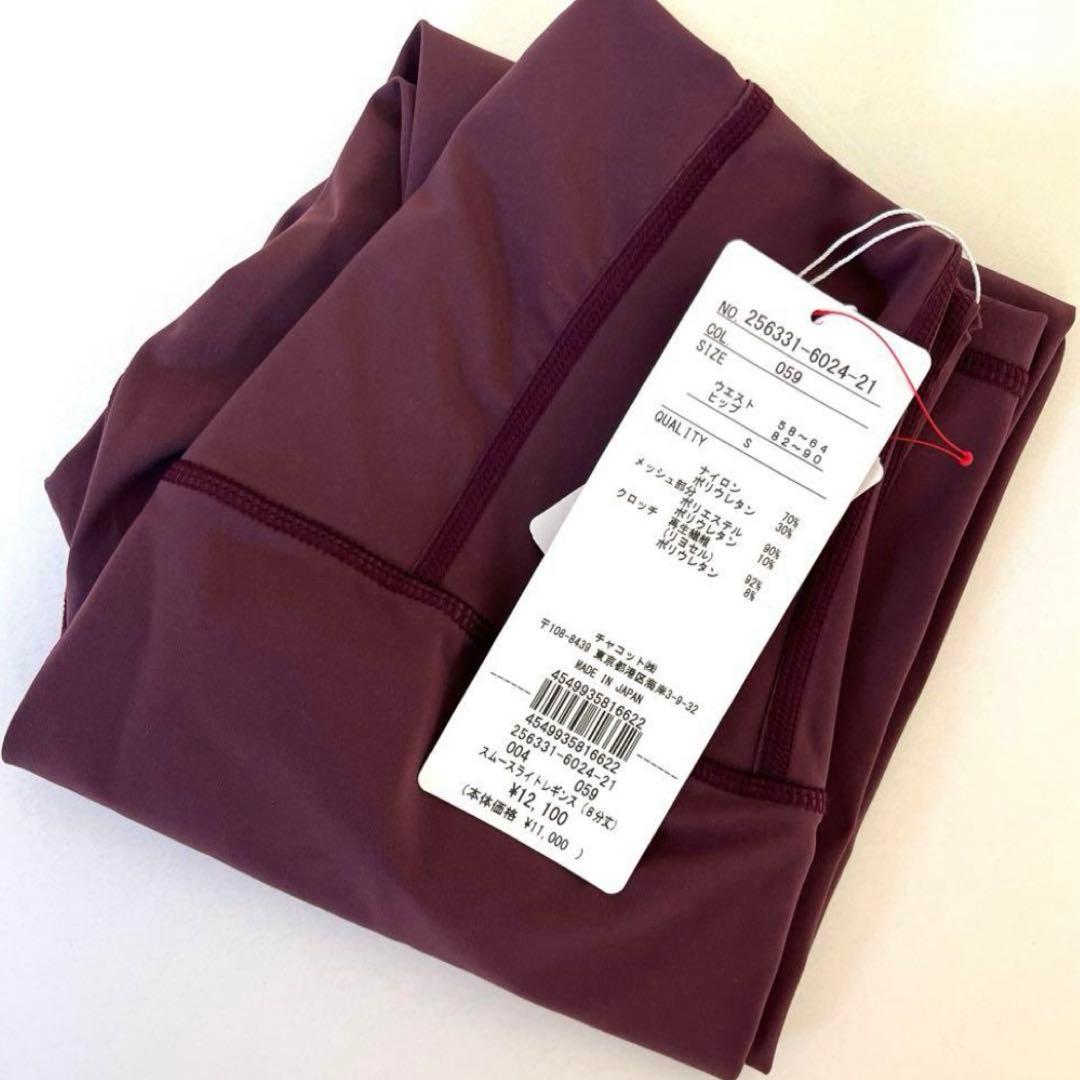 NO. 256331-6024-21
COL. 059
SIZE
ウエスト 58~64
ヒップ 82~90
S
QUALITY
ナイロン 70%
ポリウレタン 30%
メッシュ部分
ポリエステル 90%
ポリウレタン 10%
クロッチ
再生繊維
(リヨセル) 92%
ポリウレタン 8%
チャコット㈱
〒108-8439 東京都港区海岸3-9-32
MADE IN JAPAN
4549935816622
4549935816622
256331-6024-21
004 059
スムースライトレギンス(8分丈)
¥12,100
(本体価格 ¥11,000 )